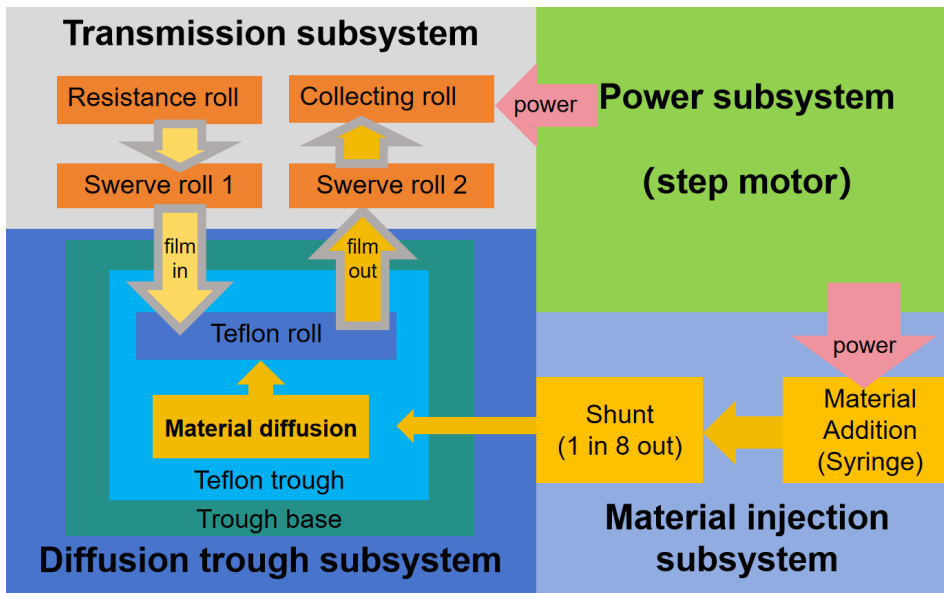 Transmission subsystem
Resistance roll
Collecting roll
power
Power subsystem
(step motor)
Swerve roll 1
Swerve roll 2
film
in
film
out
Teflon roll
power
Material diffusion
Shunt
(1 in 8 out)
Material
Addition
(Syringe)
Teflon trough
Trough base
Diffusion trough subsystem
Material injection
subsystem